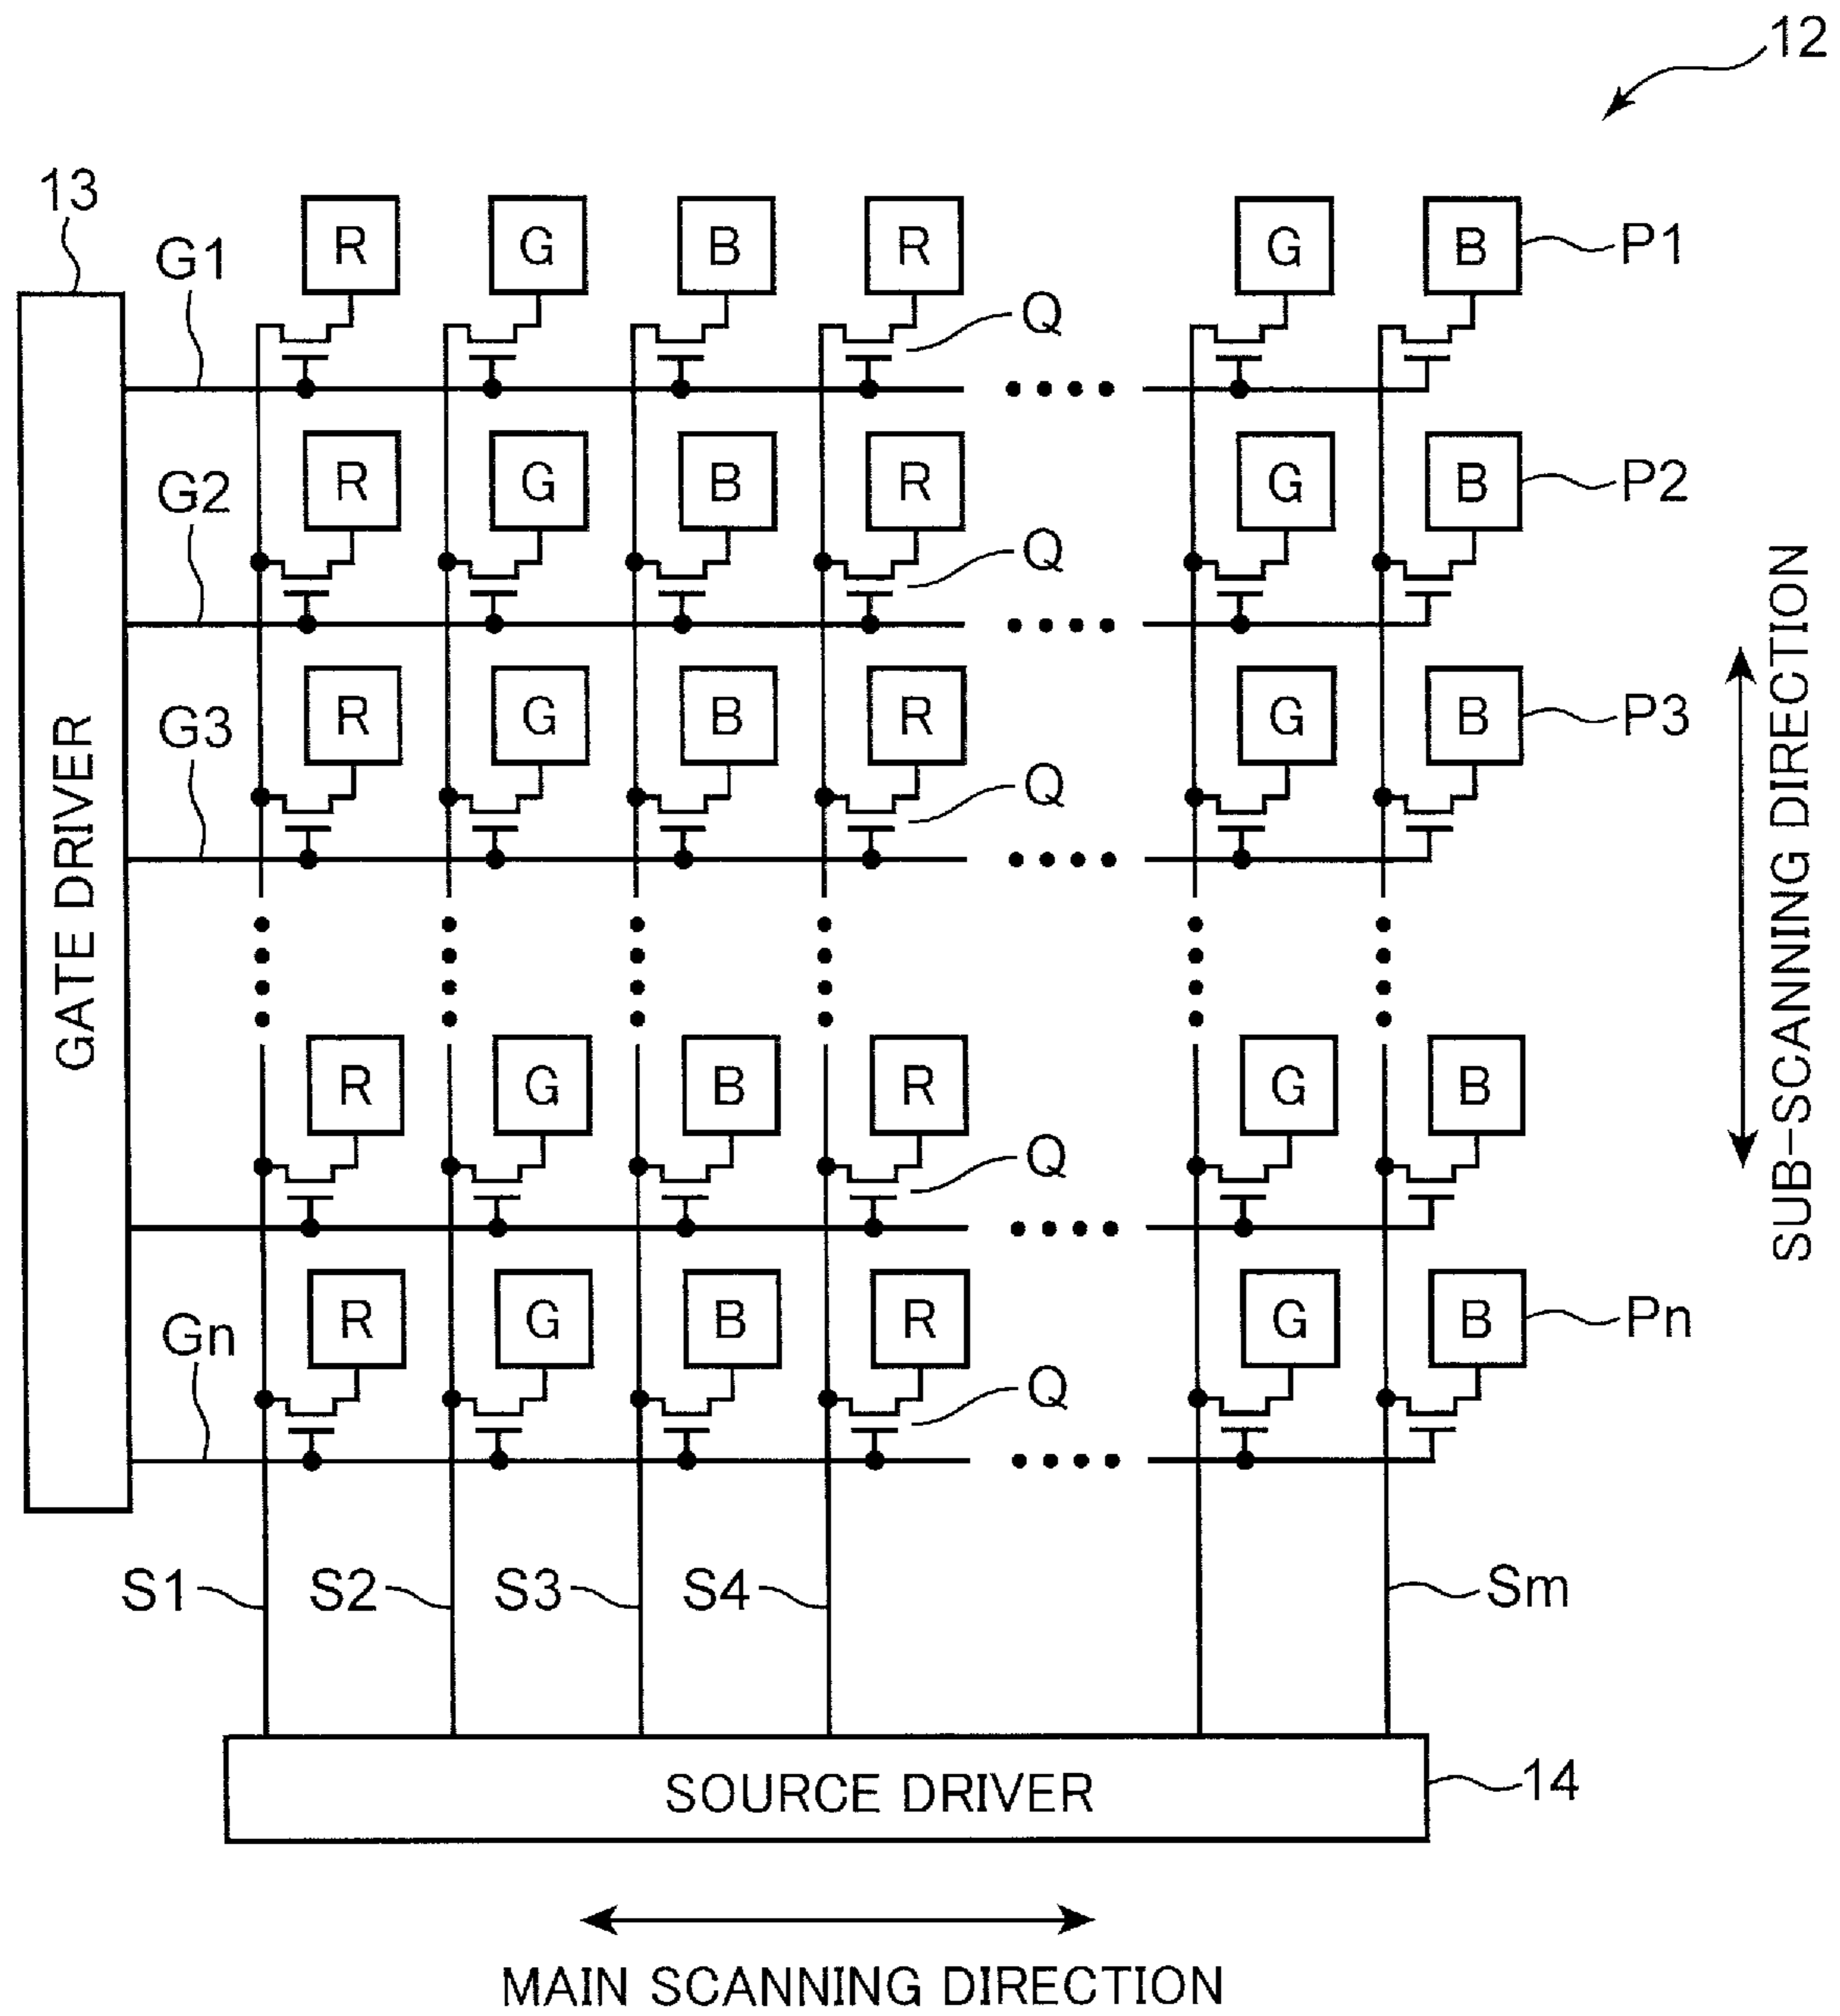 12
13
R G B R G B P1
G1
Q
R G B R G B P2
G2
Q
R G B R G B P3
G3
Q
GATE DRIVER
SUB-SCANNING DIRECTION
R G B R G B
Q
R G B R G B Pn
Gn
Q
S1 S2 S3 S4 Sm
SOURCE DRIVER 14
MAIN SCANNING DIRECTION